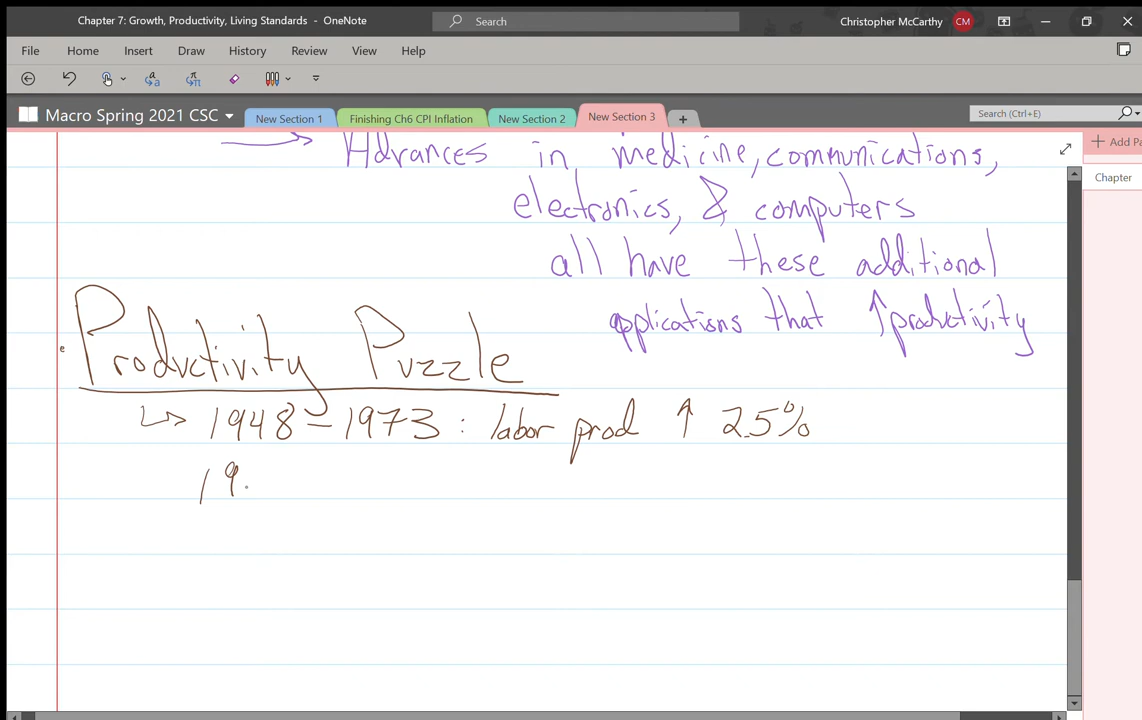 Chapter 7: Growth, Productivity, Living Standards - OneNote
Search
Christopher McCarthy CM
File Home Insert Draw History Review View Help
Macro Spring 2021 CSC
New Section 1
Finishing Ch6 CPI Inflation
New Section 2
New Section 3
Search (Ctrl+E)
Add Pa
Chapter
Advances in medicine, communications,
electronics, & computers
all have these additional
applications that ↑ productivity
Productivity Puzzle
↳ 1948 - 1973 : labor prod ↑ 2.5%
19